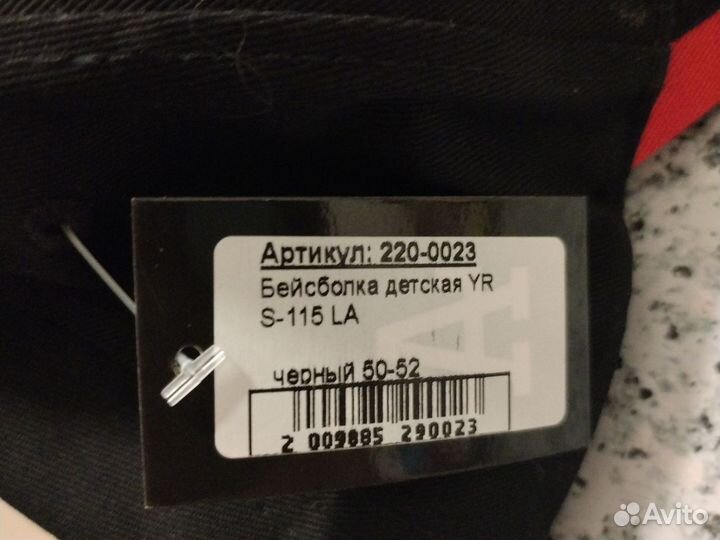 Артикул: 220-0023
Бейсболка детская YR
S-115 LA
черный 50-52
2 009885 290023
Avito